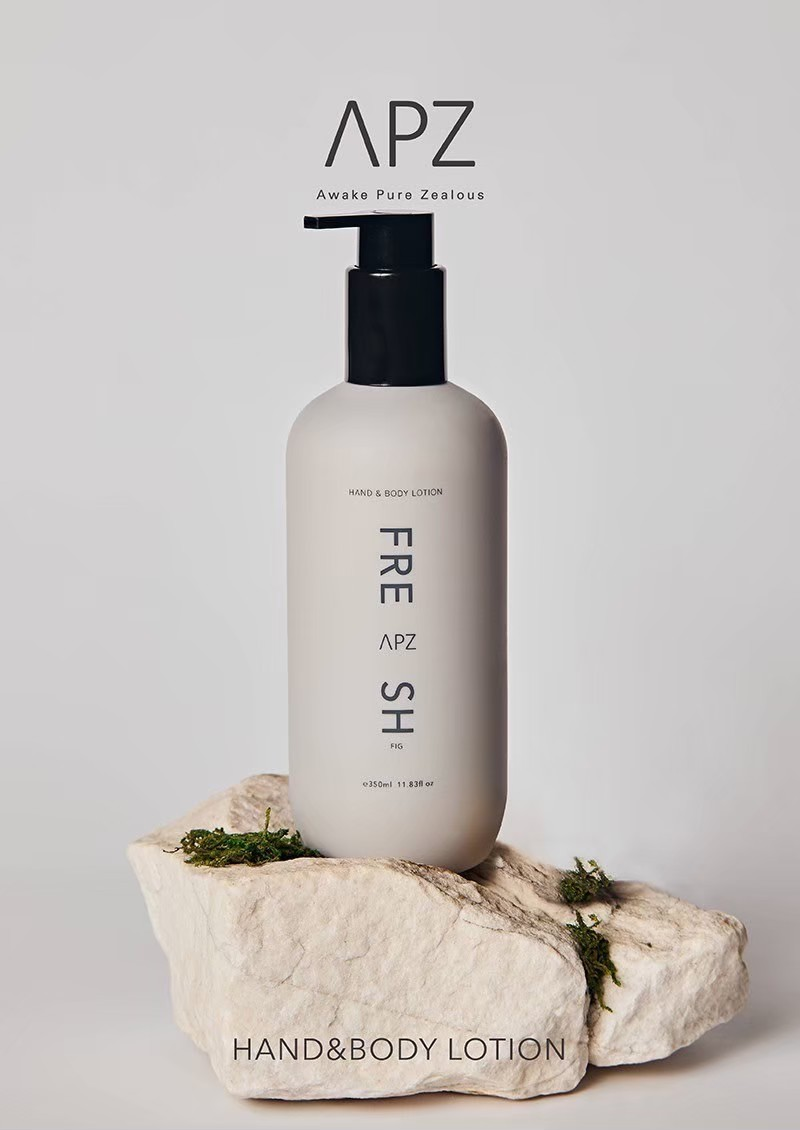 ΛPZ
Awake Pure Zealous
HAND & BODY LOTION
FRE
ΛPZ
SH
FIG
℮350ml 11.83fl oz
HAND&BODY LOTION